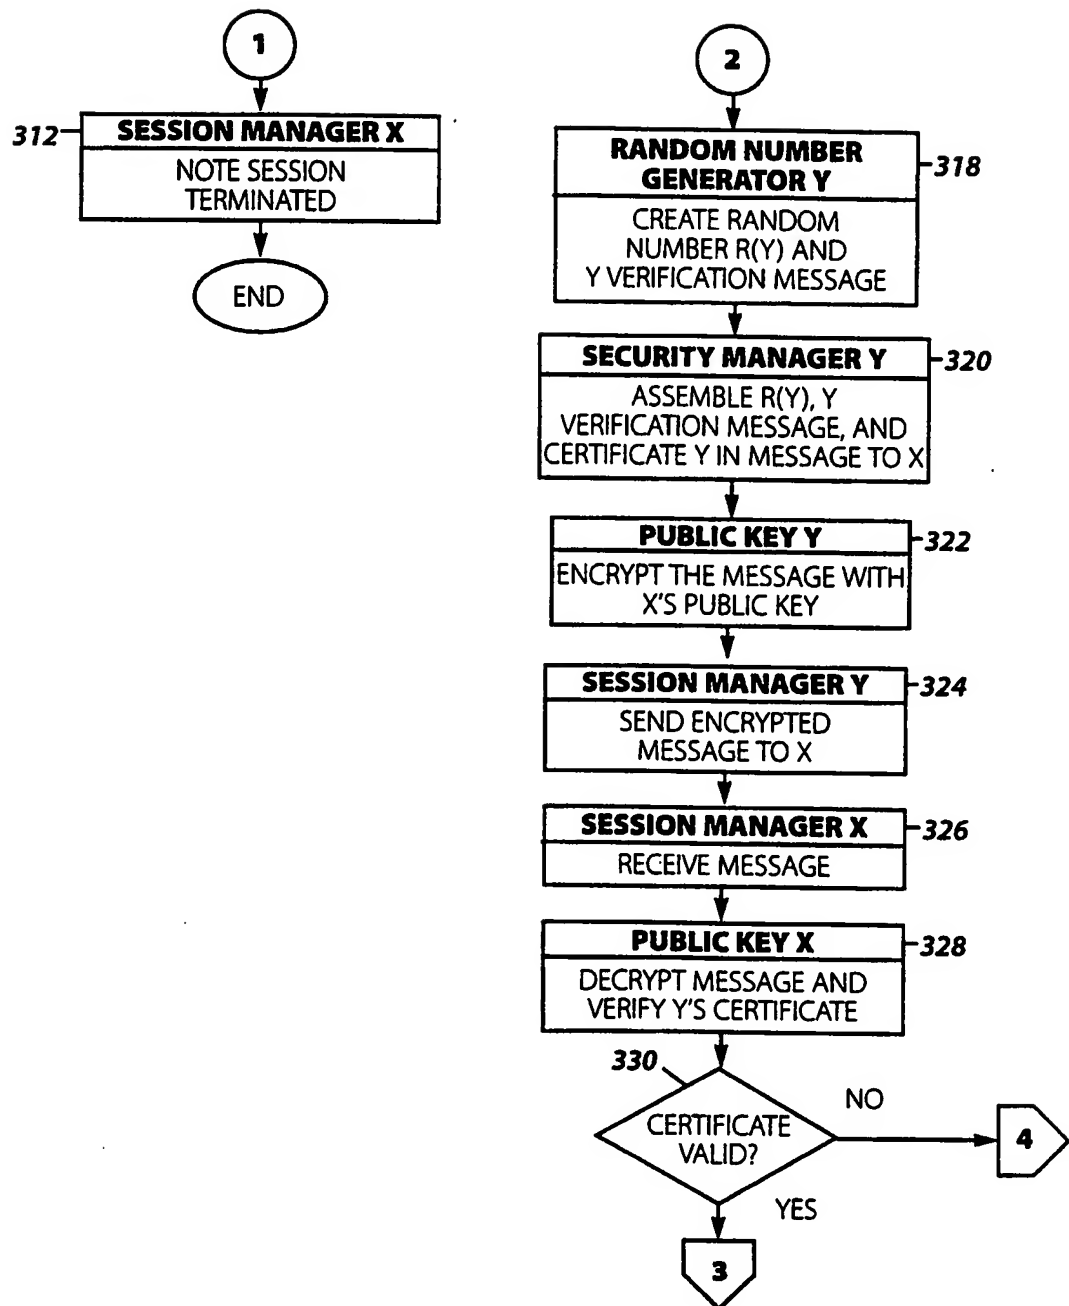 1
312
SESSION MANAGER X
NOTE SESSION
TERMINATED
END
2
RANDOM NUMBER
GENERATOR Y
318
CREATE RANDOM
NUMBER R(Y) AND
Y VERIFICATION MESSAGE
SECURITY MANAGER Y
320
ASSEMBLE R(Y), Y
VERIFICATION MESSAGE, AND
CERTIFICATE Y IN MESSAGE TO X
PUBLIC KEY Y
322
ENCRYPT THE MESSAGE WITH
X'S PUBLIC KEY
SESSION MANAGER Y
324
SEND ENCRYPTED
MESSAGE TO X
SESSION MANAGER X
326
RECEIVE MESSAGE
PUBLIC KEY X
328
DECRYPT MESSAGE AND
VERIFY Y'S CERTIFICATE
330
CERTIFICATE
VALID?
NO
4
YES
3